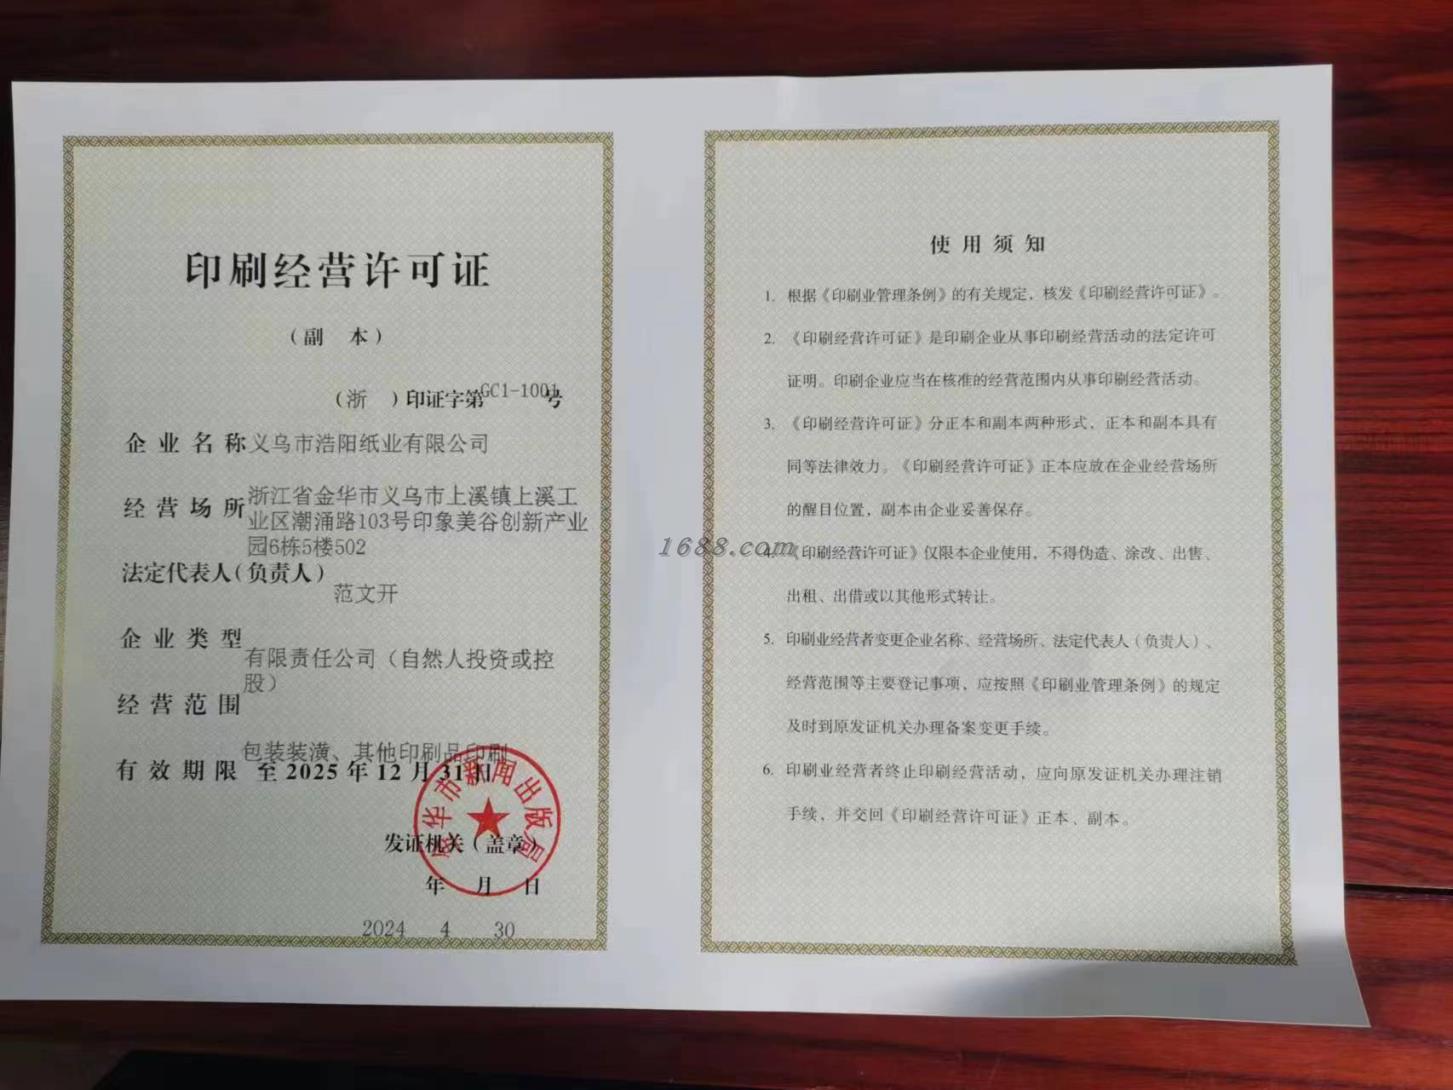 印刷经营许可证
（副 本）
（浙 ）印证字第GC1-1001号
企业名称 义乌市浩阳纸业有限公司
经营场所 浙江省金华市义乌市上溪镇上溪工
业区潮涌路103号印象美谷创新产业
园6栋5楼502
法定代表人（负责人）
范文开
企业类型
有限责任公司（自然人投资或控
股）
经营范围
包装装潢、其他印刷品印刷
有效期限 至2025年12月31日
金华市新闻出版局
发证机关（盖章）
年 月 日
2024 4 30
使用须知
1. 根据《印刷业管理条例》的有关规定，核发《印刷经营许可证》。
2. 《印刷经营许可证》是印刷企业从事印刷经营活动的法定许可
证明。印刷企业应当在核准的经营范围内从事印刷经营活动。
3. 《印刷经营许可证》分正本和副本两种形式，正本和副本具有
同等法律效力。《印刷经营许可证》正本应放在企业经营场所
的醒目位置，副本由企业妥善保存。
1688.com
4. 《印刷经营许可证》仅限本企业使用，不得伪造、涂改、出售、
出租、出借或以其他形式转让。
5. 印刷业经营者变更企业名称、经营场所、法定代表人（负责人）、
经营范围等主要登记事项，应按照《印刷业管理条例》的规定
及时到原发证机关办理备案变更手续。
6. 印刷业经营者终止印刷经营活动，应向原发证机关办理注销
手续，并交回《印刷经营许可证》正本、副本。